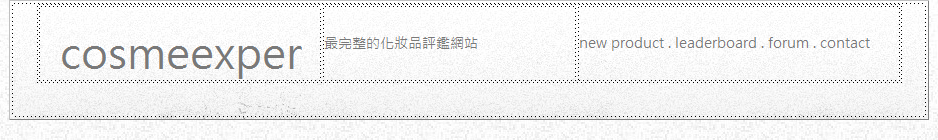 cosmeexper
最完整的化妝品評鑑網站
new product . leaderboard . forum . contact